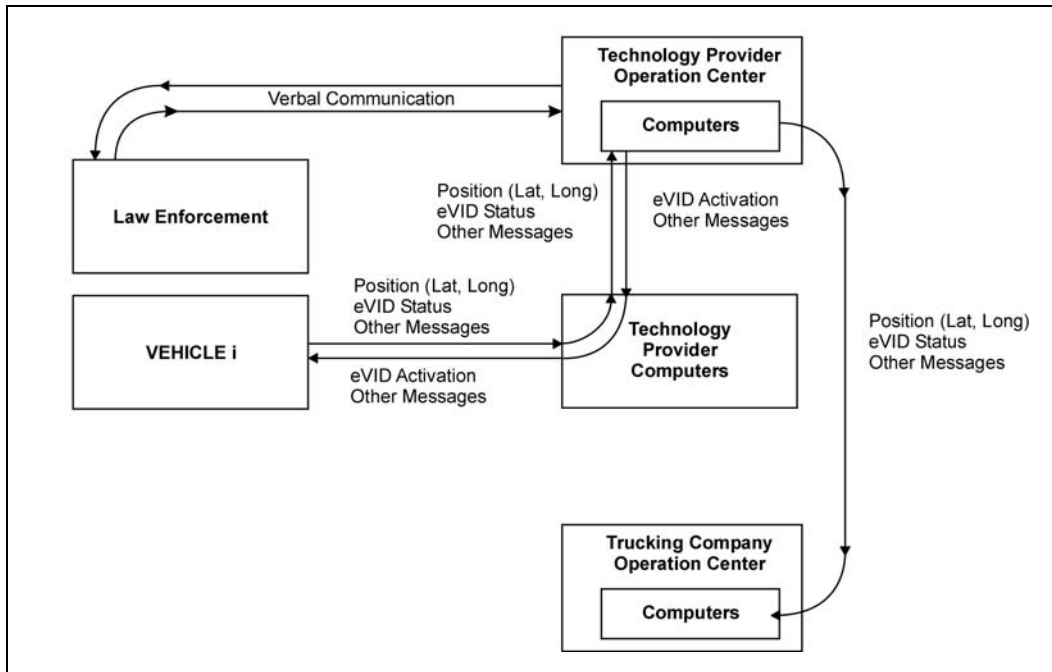 Technology Provider
Operation Center
Computers
Verbal Communication
Law Enforcement
Position (Lat, Long)
eVID Status
Other Messages
eVID Activation
Other Messages
Position (Lat, Long)
eVID Status
Other Messages
VEHICLE i
eVID Activation
Other Messages
Technology
Provider
Computers
Position (Lat, Long)
eVID Status
Other Messages
Trucking Company
Operation Center
Computers